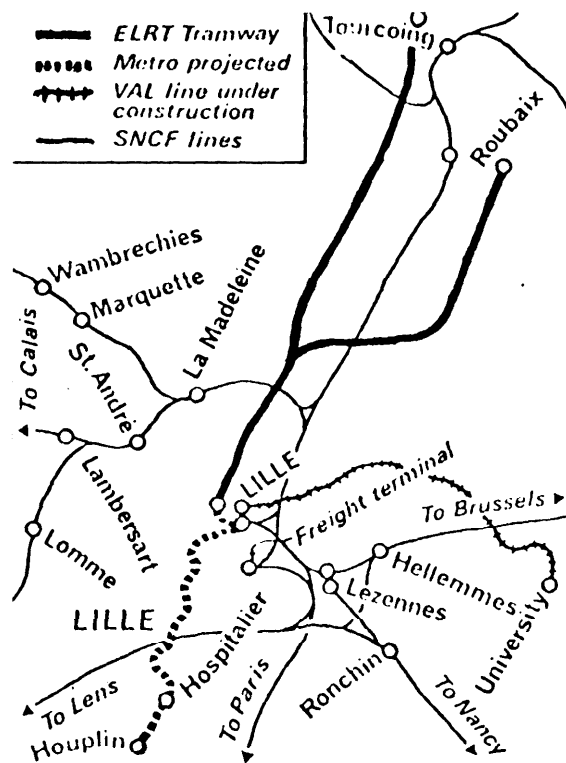 ELRT Tramway
Metro projected
VAL line under
construction
SNCF lines
Tourcoing
Roubaix
Wambrechies
Marquette
La Madeleine
To Calais
St. André
Lambersart
Lomme
LILLE
Freight terminal
To Brussels
Hellemmes
Lezennes
University
LILLE
Hospitalier
Ronchin
To Lens
To Paris
To Nancy
Houplin